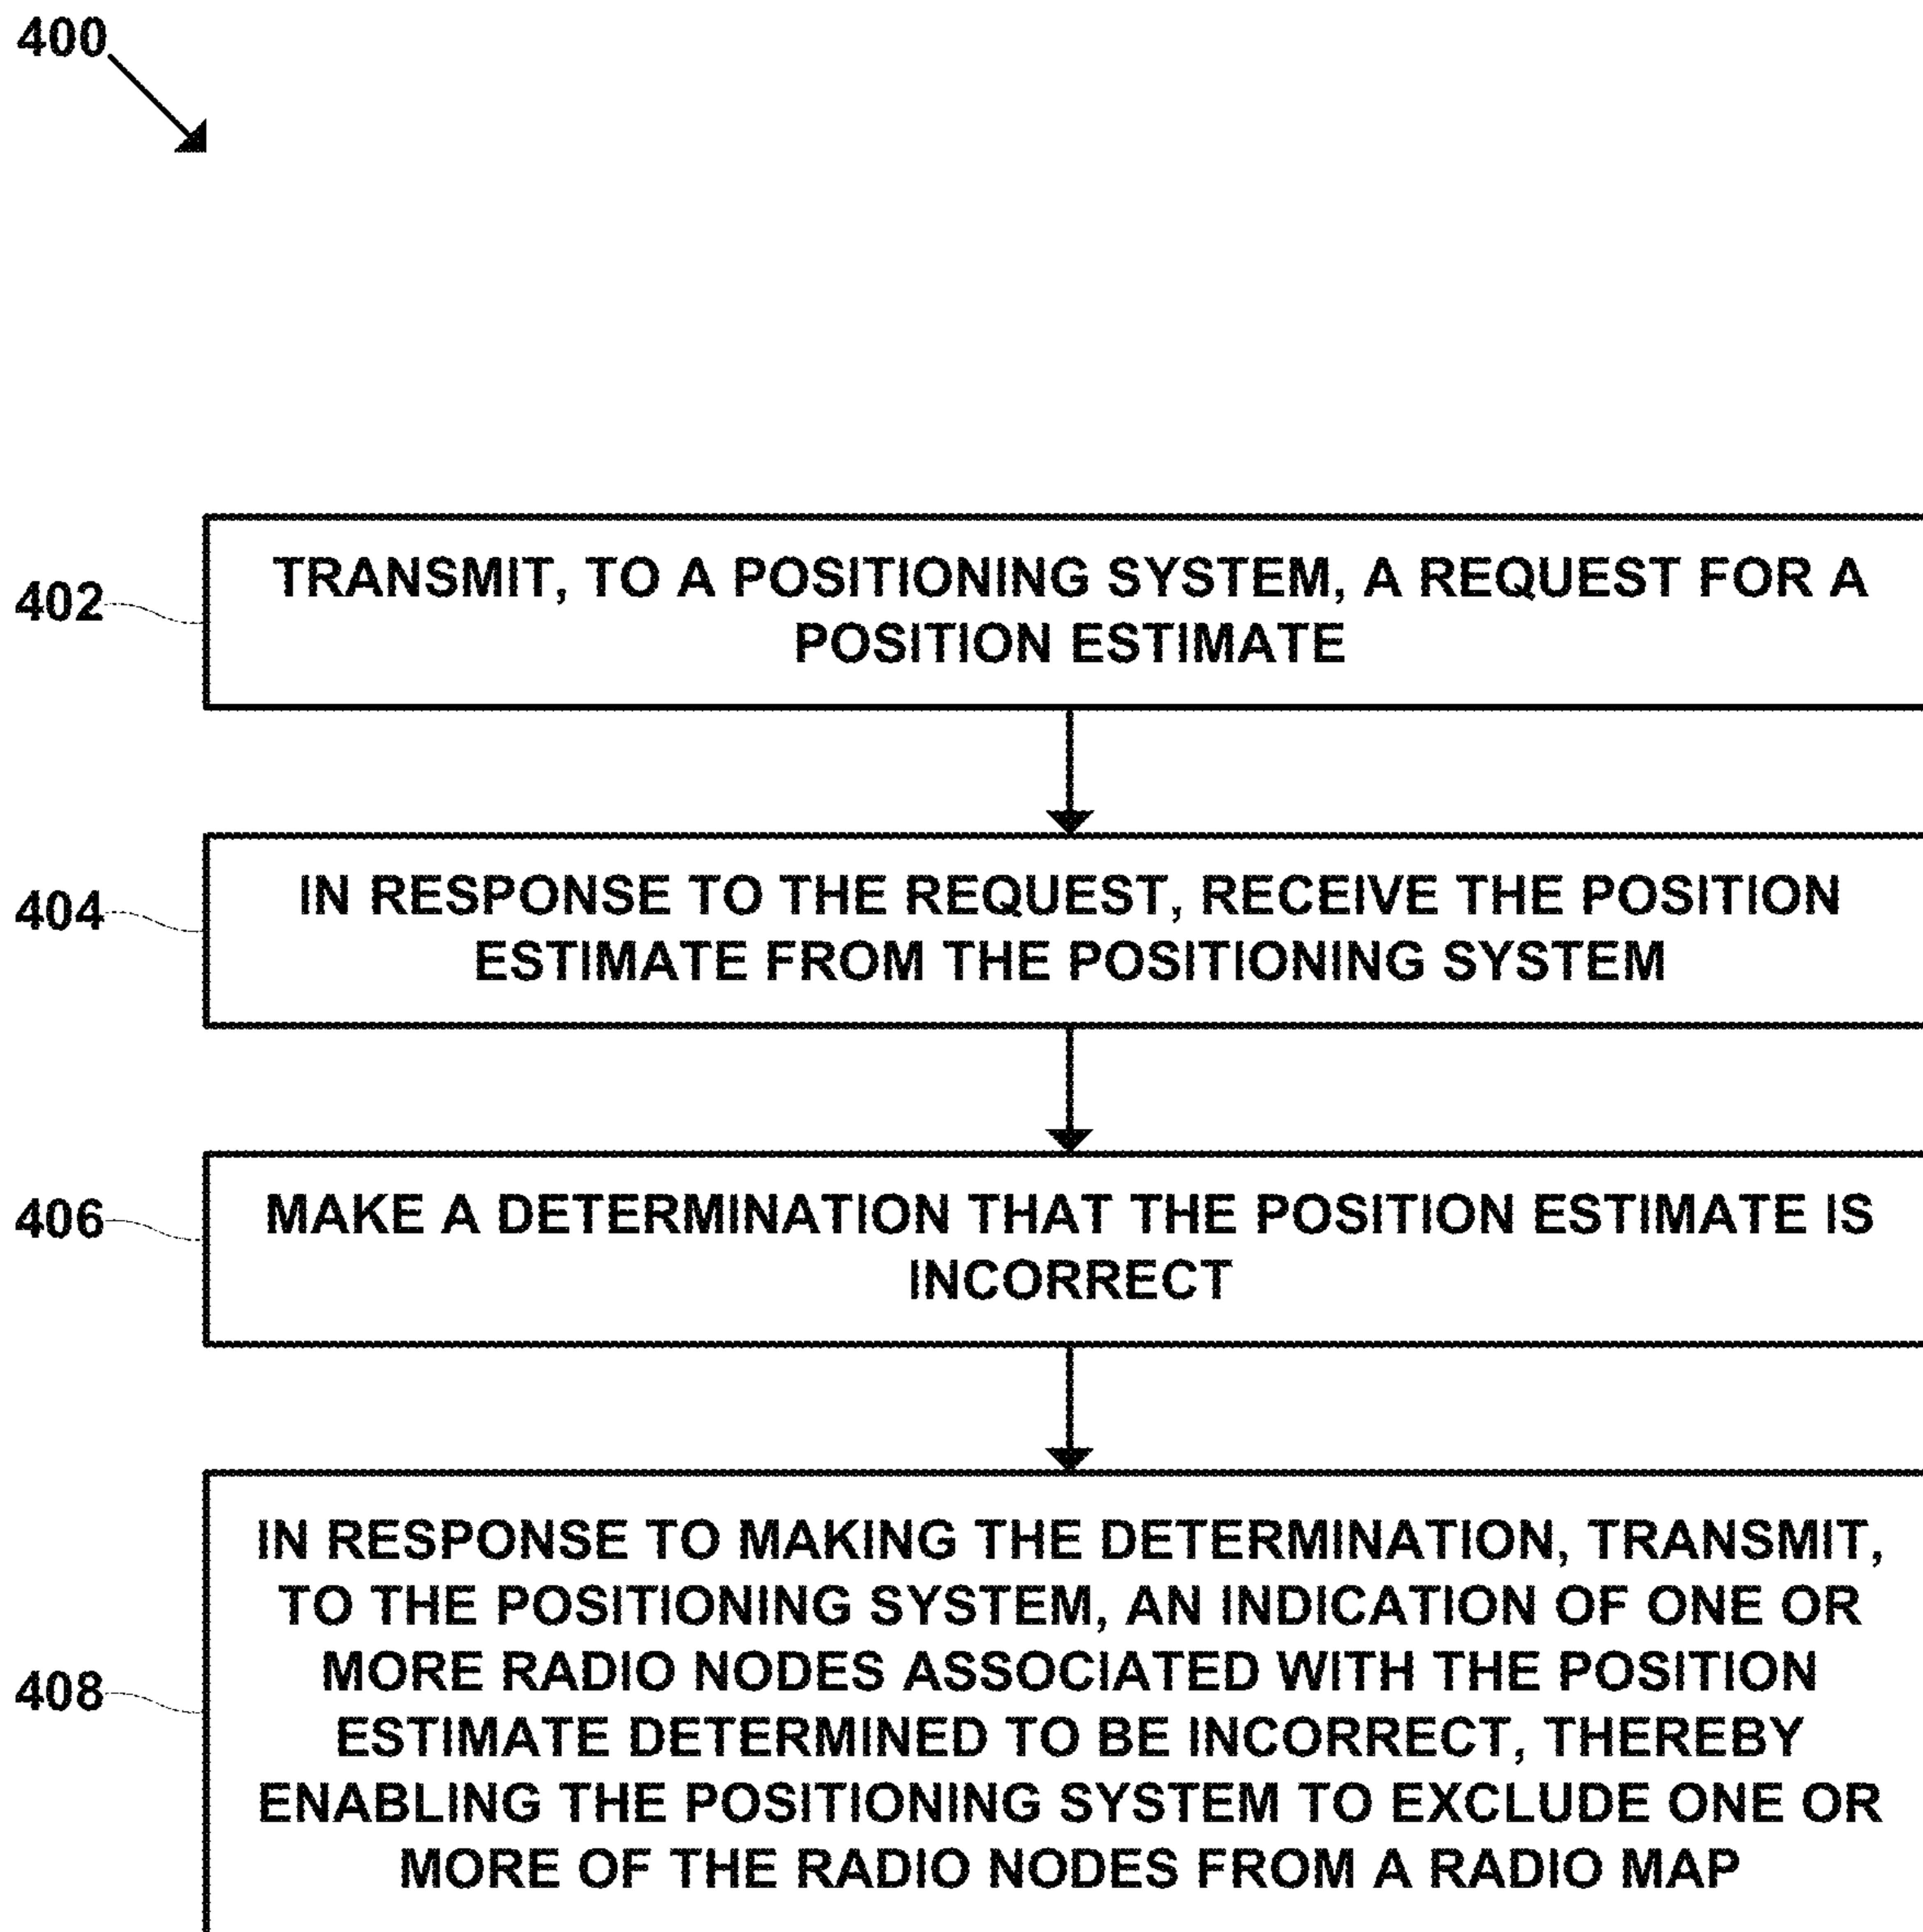 400
402
TRANSMIT, TO A POSITIONING SYSTEM, A REQUEST FOR A
POSITION ESTIMATE
404
IN RESPONSE TO THE REQUEST, RECEIVE THE POSITION
ESTIMATE FROM THE POSITIONING SYSTEM
406
MAKE A DETERMINATION THAT THE POSITION ESTIMATE IS
INCORRECT
408
IN RESPONSE TO MAKING THE DETERMINATION, TRANSMIT,
TO THE POSITIONING SYSTEM, AN INDICATION OF ONE OR
MORE RADIO NODES ASSOCIATED WITH THE POSITION
ESTIMATE DETERMINED TO BE INCORRECT, THEREBY
ENABLING THE POSITIONING SYSTEM TO EXCLUDE ONE OR
MORE OF THE RADIO NODES FROM A RADIO MAP